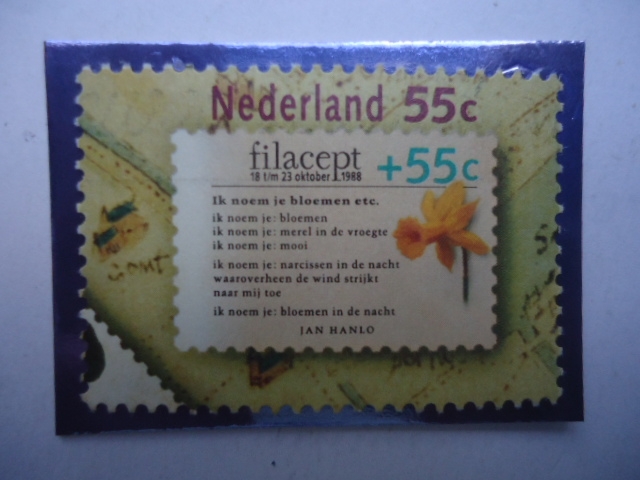 Nederland 55c
filacept +55c
18 t/m 23 oktober 1988
Ik noem je bloemen etc.
ik noem je: bloemen
ik noem je: merel in de vroegte
ik noem je: mooi
ik noem je: narcissen in de nacht
waaroverheen de wind strijkt
naar mij toe
ik noem je: bloemen in de nacht
JAN HANLO